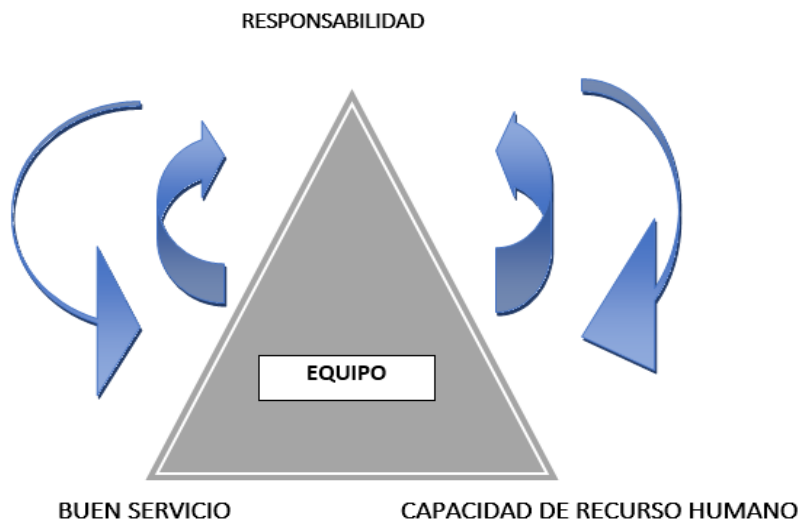 RESPONSABILIDAD
EQUIPO
BUEN SERVICIO
CAPACIDAD DE RECURSO HUMANO